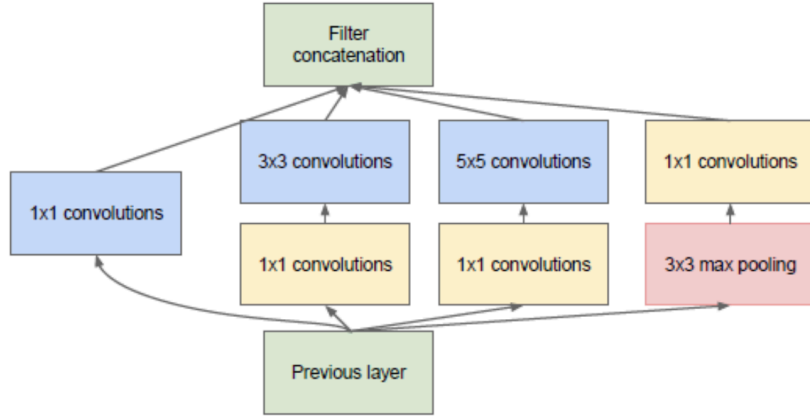 Filter
concatenation
3x3 convolutions
5x5 convolutions
1x1 convolutions
1x1 convolutions
1x1 convolutions
1x1 convolutions
3x3 max pooling
Previous layer